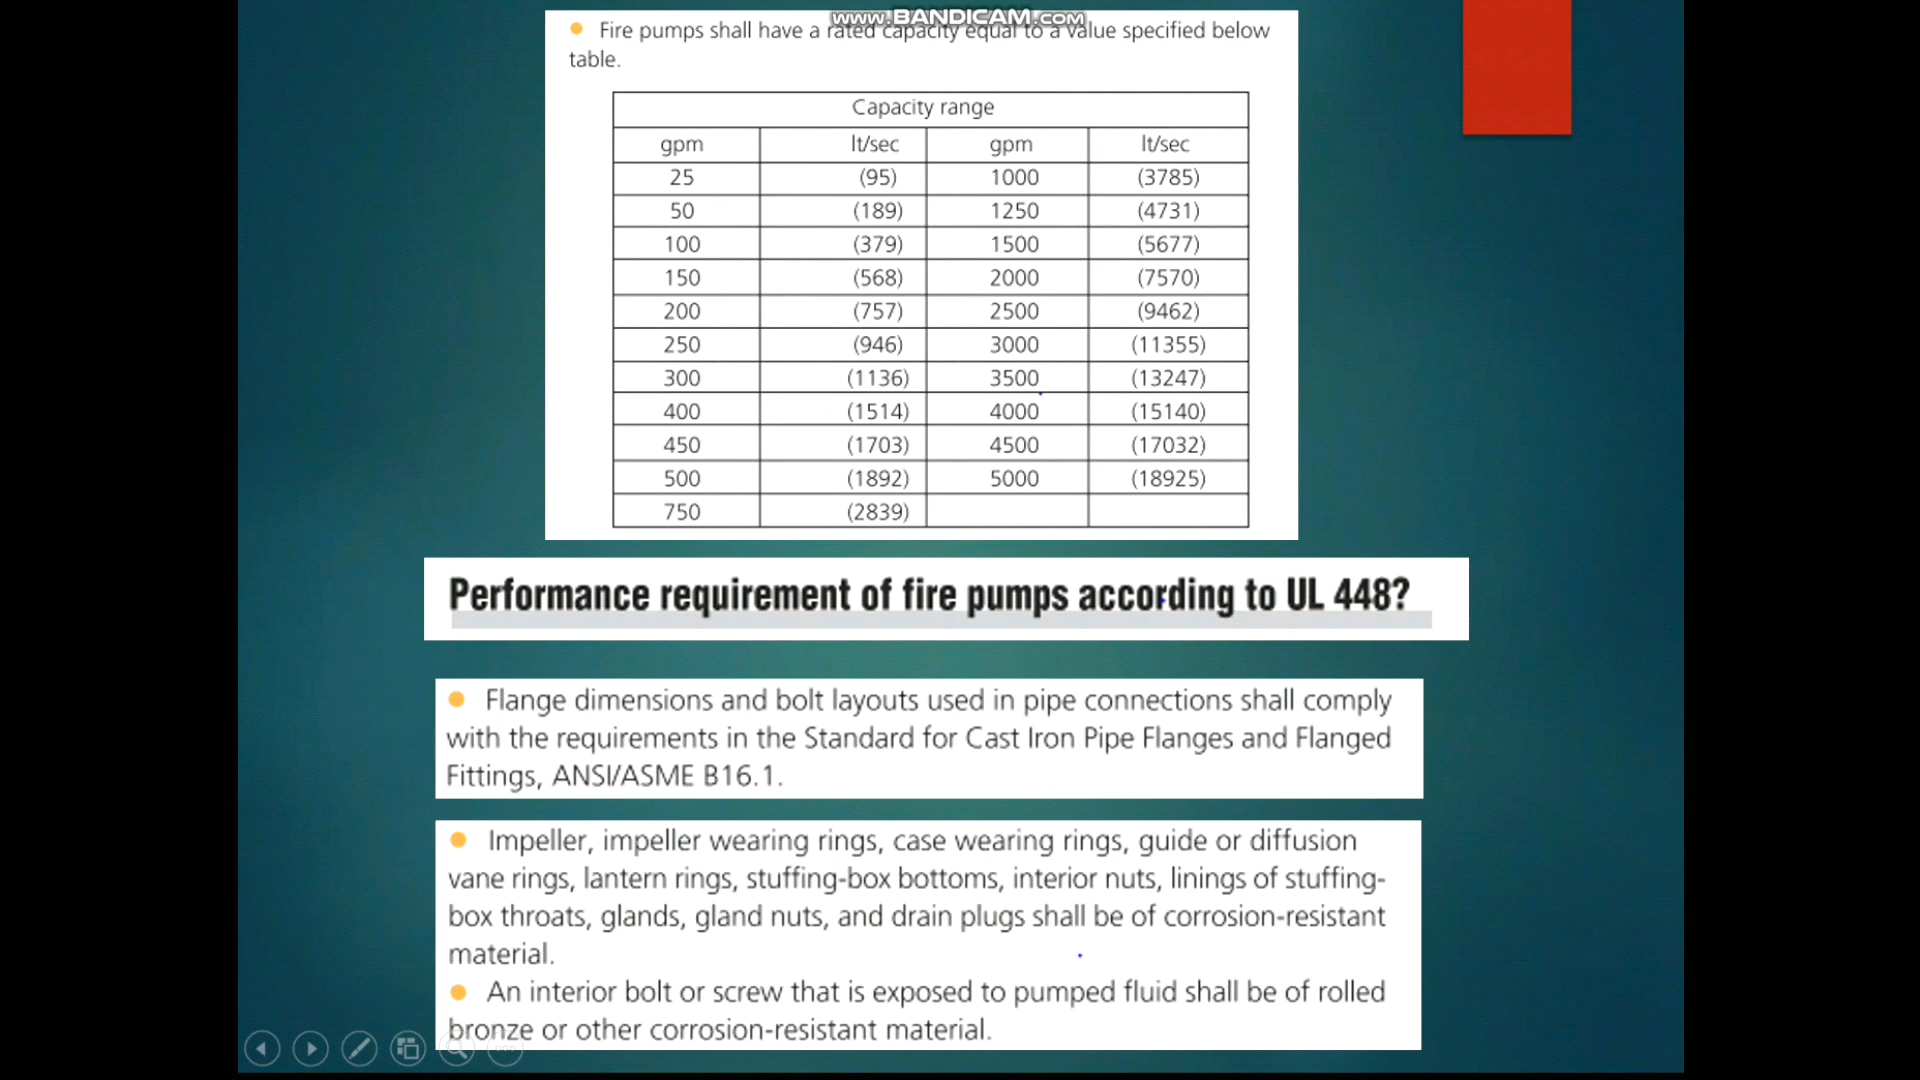 www.BANDICAM.com
Fire pumps shall have a rated capacity equal to a value specified below
table.
Capacity range
gpm lt/sec gpm lt/sec
25 (95) 1000 (3785)
50 (189) 1250 (4731)
100 (379) 1500 (5677)
150 (568) 2000 (7570)
200 (757) 2500 (9462)
250 (946) 3000 (11355)
300 (1136) 3500 (13247)
400 (1514) 4000 (15140)
450 (1703) 4500 (17032)
500 (1892) 5000 (18925)
750 (2839)
Performance requirement of fire pumps according to UL 448?
Flange dimensions and bolt layouts used in pipe connections shall comply
with the requirements in the Standard for Cast Iron Pipe Flanges and Flanged
Fittings, ANSI/ASME B16.1.
Impeller, impeller wearing rings, case wearing rings, guide or diffusion
vane rings, lantern rings, stuffing-box bottoms, interior nuts, linings of stuffing-
box throats, glands, gland nuts, and drain plugs shall be of corrosion-resistant
material.
An interior bolt or screw that is exposed to pumped fluid shall be of rolled
bronze or other corrosion-resistant material.